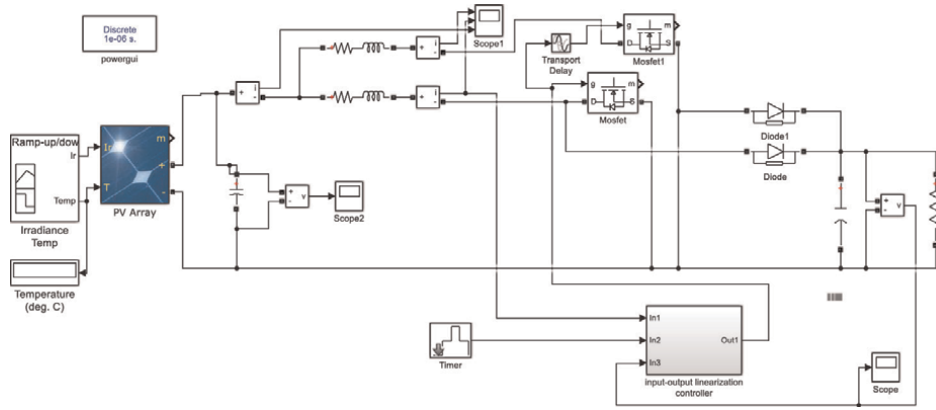 Discrete
1e-06 s.
powergui
i
+
-
Scope1
g
m
D
S
Mosfet1
Transport
Delay
g
m
D
S
Mosfet
Diode1
Diode
Ramp-up/dow
Ir
Temp
Irradiance
Temp
Ir
T
m
+
-
PV Array
+
-
i
+
-
i
+
-
v
Scope2
+
-
v
Temperature
(deg. C)
Timer
In1
In2
In3
Out1
input-output linearization
controller
Scope